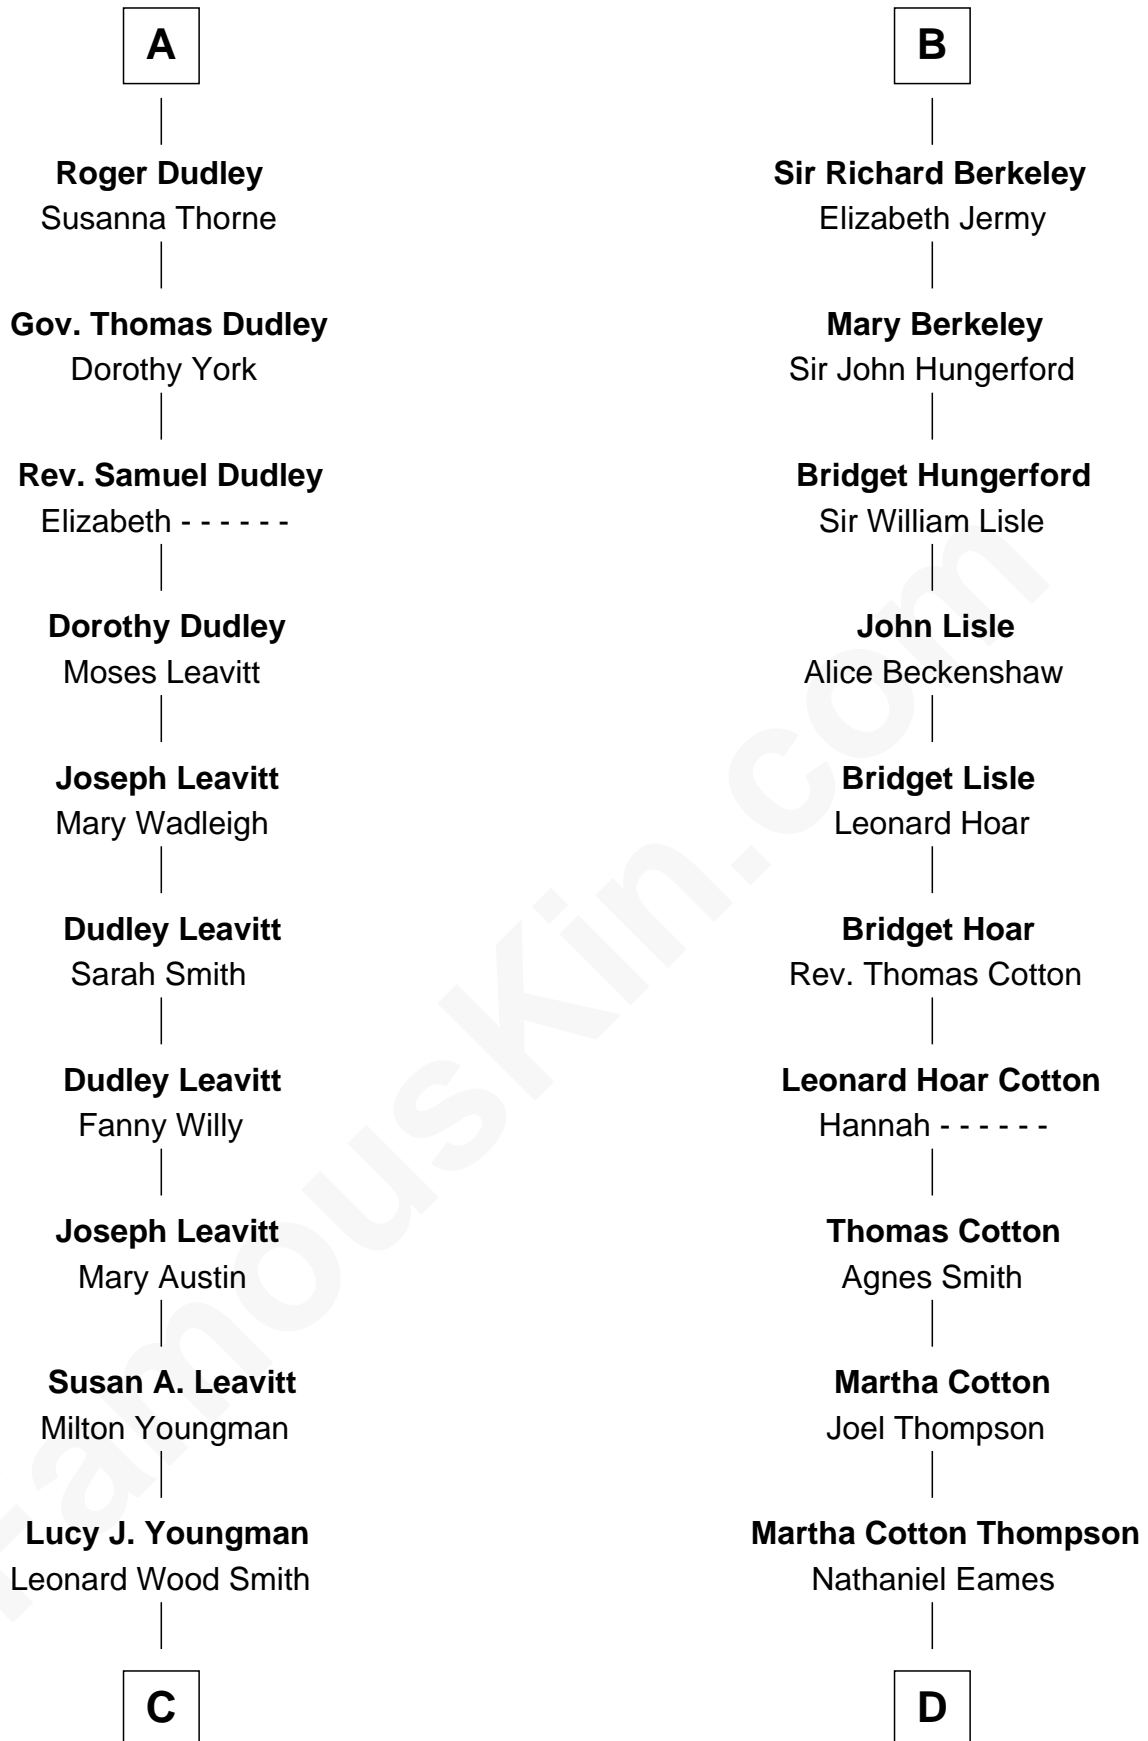 A
Roger Dudley
Susanna Thorne
Gov. Thomas Dudley
Dorothy York
Rev. Samuel Dudley
Elizabeth - - - - - -
Dorothy Dudley
Moses Leavitt
Joseph Leavitt
Mary Wadleigh
Dudley Leavitt
Sarah Smith
Dudley Leavitt
Fanny Willy
Joseph Leavitt
Mary Austin
Susan A. Leavitt
Milton Youngman
Lucy J. Youngman
Leonard Wood Smith
C
B
Sir Richard Berkeley
Elizabeth Jermy
Mary Berkeley
Sir John Hungerford
Bridget Hungerford
Sir William Lisle
John Lisle
Alice Beckenshaw
Bridget Lisle
Leonard Hoar
Bridget Hoar
Rev. Thomas Cotton
Leonard Hoar Cotton
Hannah - - - - - -
Thomas Cotton
Agnes Smith
Martha Cotton
Joel Thompson
Martha Cotton Thompson
Nathaniel Eames
D
FamousKin.com